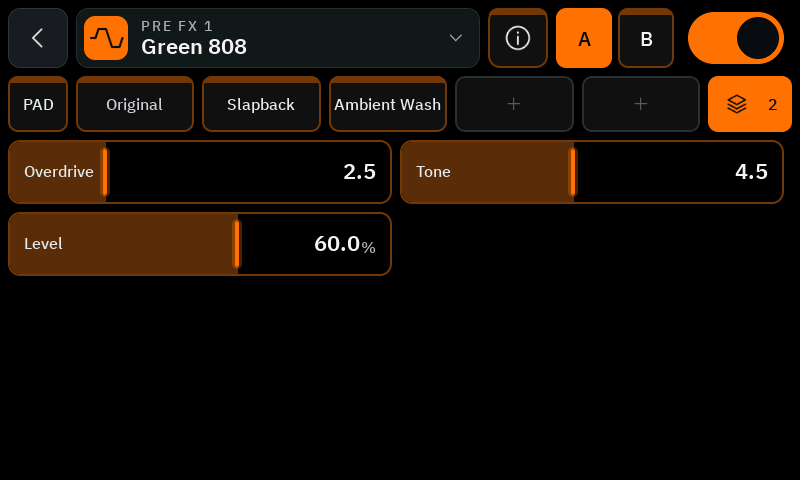 PRE FX 1
Green 808
A
B
PAD
Original
Slapback
Ambient Wash
2
Overdrive
2.5
Tone
4.5
Level
60.0%